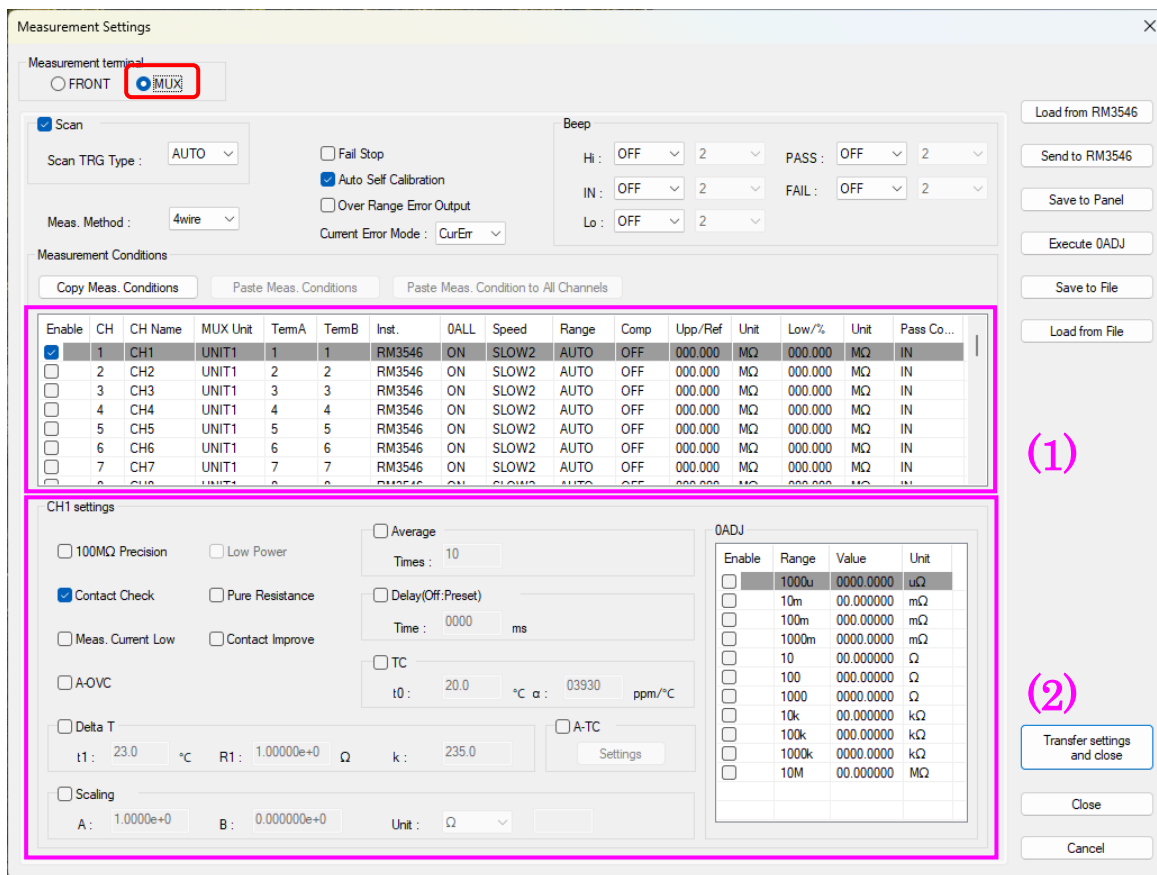 Measurement Settings
Measurement terminal
FRONT MUX
Scan
Scan TRG Type : AUTO
Meas. Method : 4wire
Fail Stop
Auto Self Calibration
Over Range Error Output
Current Error Mode : CurErr
Beep
Hi : OFF 2 PASS : OFF 2
IN : OFF 2 FAIL : OFF 2
Lo : OFF 2
Load from RM3546
Send to RM3546
Save to Panel
Execute 0ADJ
Save to File
Load from File
Measurement Conditions
Copy Meas. Conditions Paste Meas. Conditions Paste Meas. Condition to All Channels
Enable CH CH Name MUX Unit TermA TermB Inst. 0ALL Speed Range Comp Upp/Ref Unit Low/% Unit Pass Co...
1 CH1 UNIT1 1 1 RM3546 ON SLOW2 AUTO OFF 000.000 MΩ 000.000 MΩ IN
2 CH2 UNIT1 2 2 RM3546 ON SLOW2 AUTO OFF 000.000 MΩ 000.000 MΩ IN
3 CH3 UNIT1 3 3 RM3546 ON SLOW2 AUTO OFF 000.000 MΩ 000.000 MΩ IN
4 CH4 UNIT1 4 4 RM3546 ON SLOW2 AUTO OFF 000.000 MΩ 000.000 MΩ IN
5 CH5 UNIT1 5 5 RM3546 ON SLOW2 AUTO OFF 000.000 MΩ 000.000 MΩ IN
6 CH6 UNIT1 6 6 RM3546 ON SLOW2 AUTO OFF 000.000 MΩ 000.000 MΩ IN
7 CH7 UNIT1 7 7 RM3546 ON SLOW2 AUTO OFF 000.000 MΩ 000.000 MΩ IN
(1)
CH1 settings
100MΩ Precision Low Power
Contact Check Pure Resistance
Meas. Current Low Contact Improve
A-OVC
Average
Times : 10
Delay(Off:Preset)
Time : 0000 ms
TC
t0 : 20.0 °C α : 03930 ppm/°C
Delta T
t1 : 23.0 °C R1 : 1.00000e+0 Ω k : 235.0
A-TC
Settings
Scaling
A : 1.0000e+0 B : 0.000000e+0 Unit : Ω
0ADJ
Enable Range Value Unit
1000u 0000.0000 uΩ
10m 00.000000 mΩ
100m 000.00000 mΩ
1000m 0000.0000 mΩ
10 00.000000 Ω
100 000.00000 Ω
1000 0000.0000 Ω
10k 00.000000 kΩ
100k 000.00000 kΩ
1000k 0000.0000 kΩ
10M 00.000000 MΩ
(2)
Transfer settings
and close
Close
Cancel